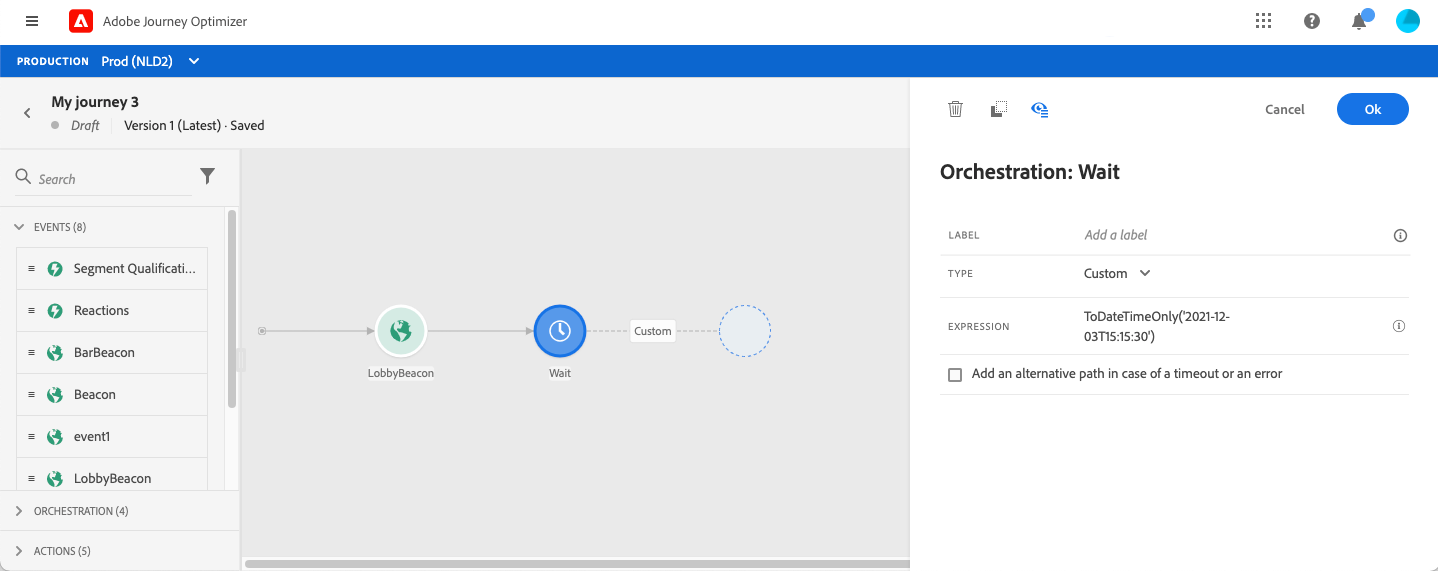 Adobe Journey Optimizer
PRODUCTION Prod (NLD2)
My journey 3
Draft Version 1 (Latest) · Saved
Search
EVENTS (8)
Segment Qualificati...
Reactions
BarBeacon
Beacon
event1
LobbyBeacon
ORCHESTRATION (4)
ACTIONS (5)
LobbyBeacon
Wait
Custom
Cancel
Ok
Orchestration: Wait
LABEL Add a label
TYPE Custom
EXPRESSION ToDateTimeOnly('2021-12-
03T15:15:30')
Add an alternative path in case of a timeout or an error